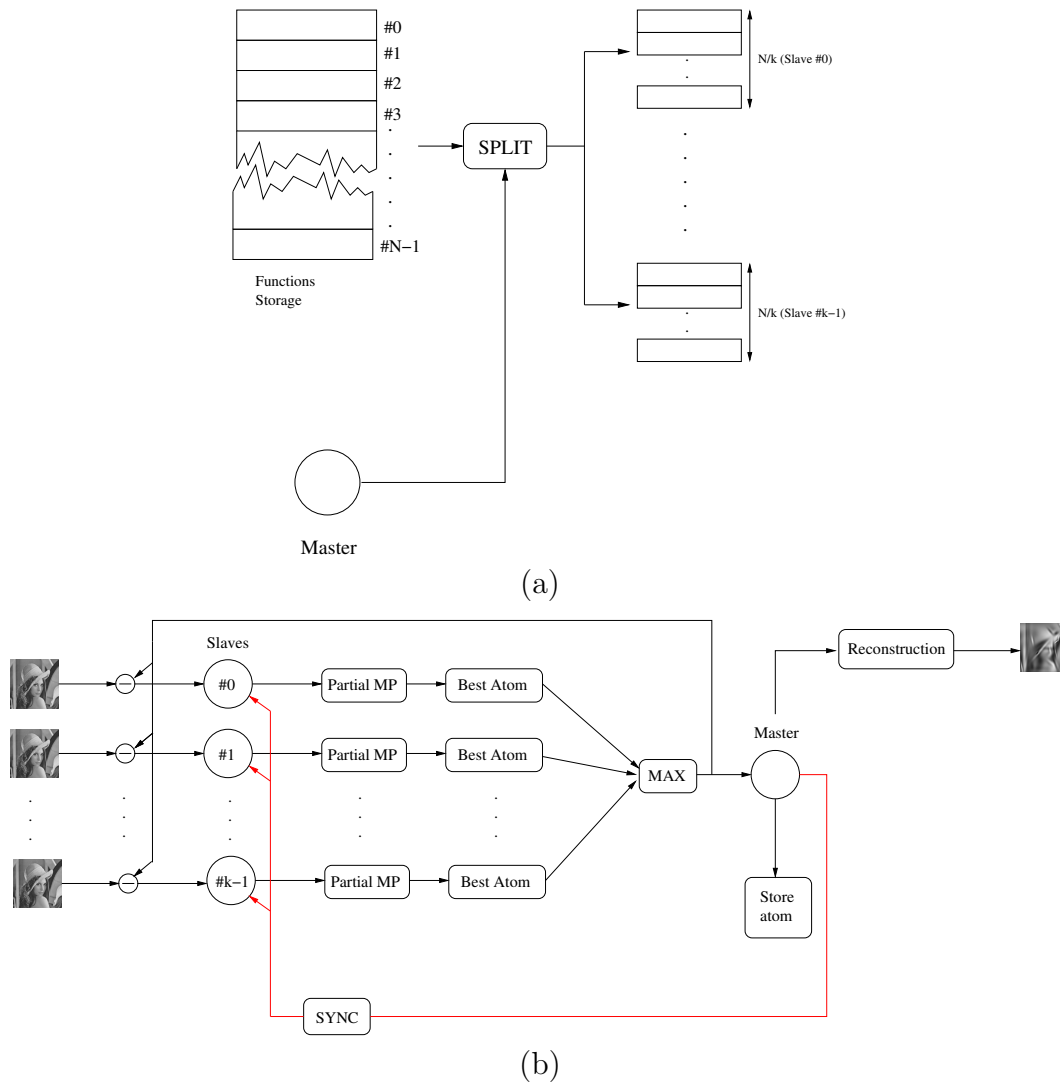 #0
#1
#2
#3
#N−1
Functions
Storage
SPLIT
N/k (Slave #0)
N/k (Slave #k−1)
Master
(a)
Slaves
#0
Partial MP
Best Atom
#1
Partial MP
Best Atom
#k−1
Partial MP
Best Atom
MAX
Master
Reconstruction
Store
atom
SYNC
(b)